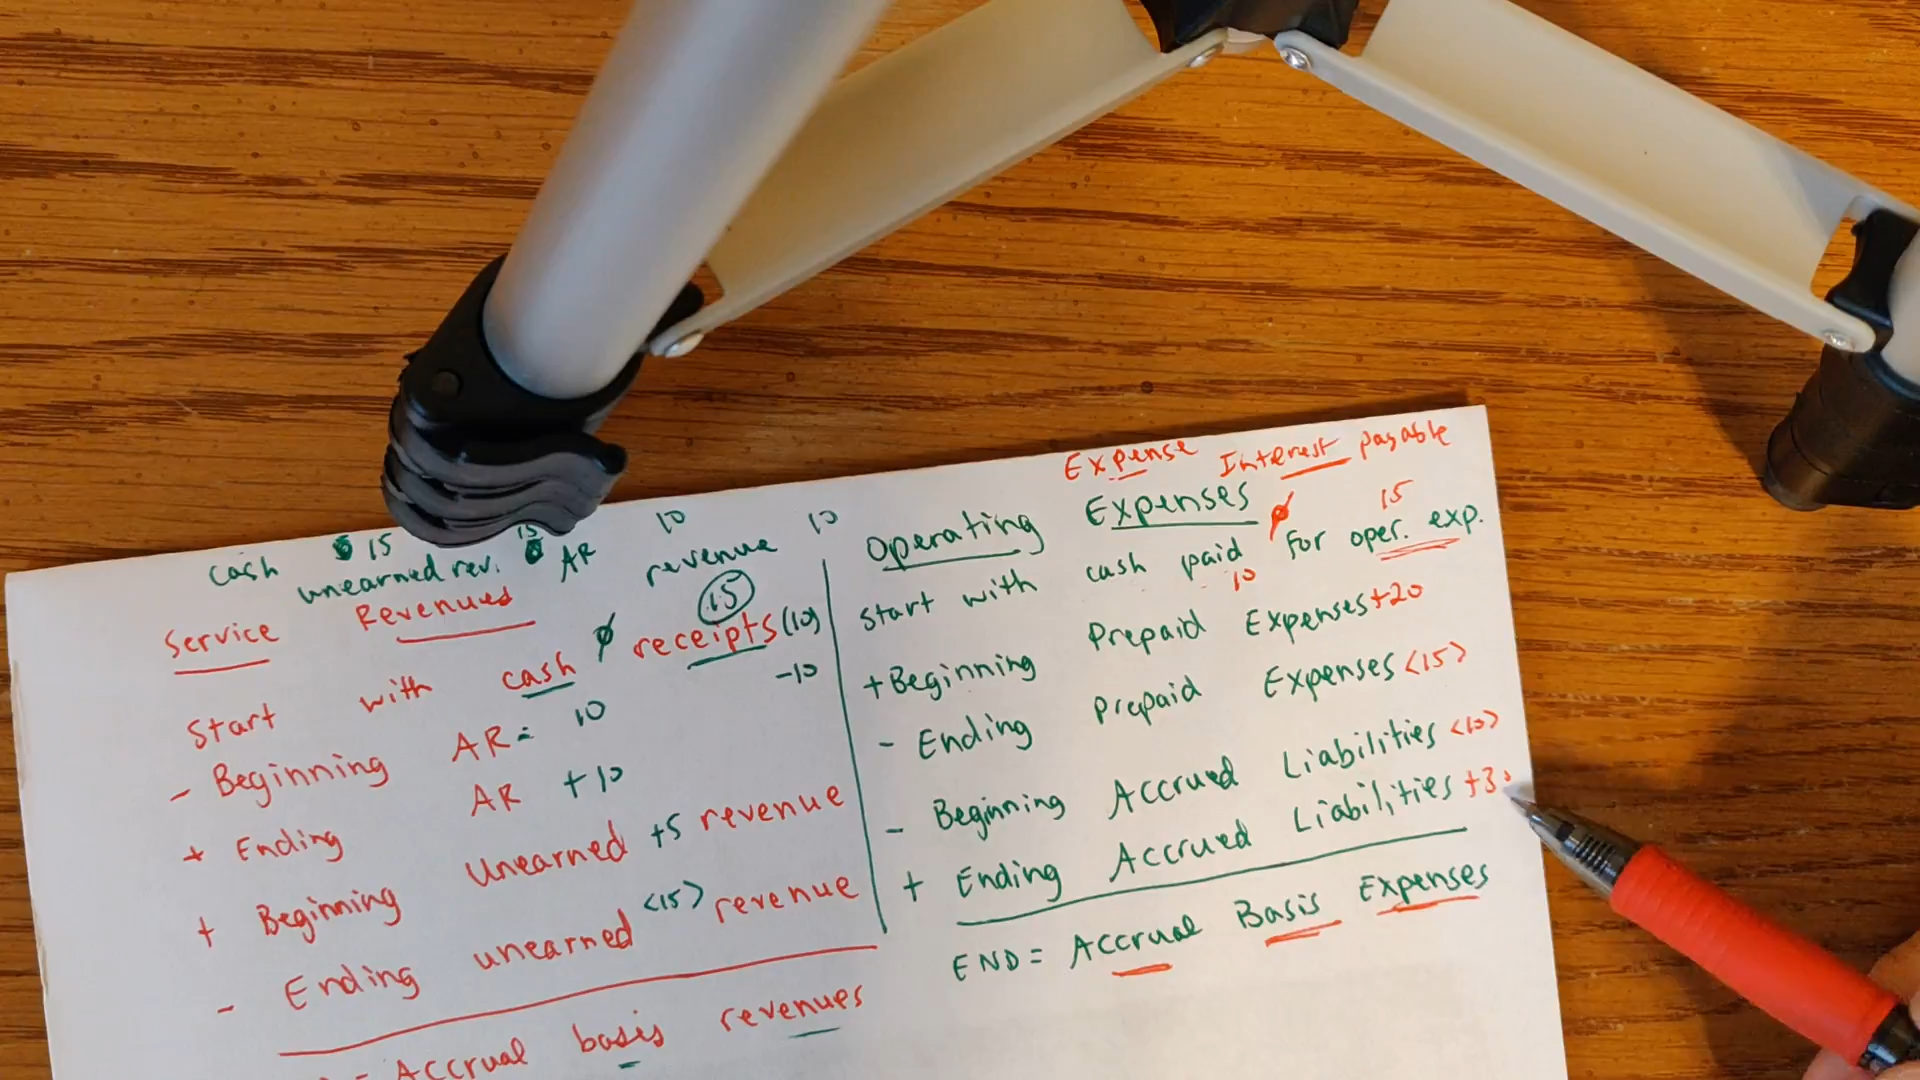 cash 15 15 10 10
unearned rev. AR revenue
Service Revenues 15
Start with cash receipts (10)
-10
- Beginning AR = 10
+ Ending AR +10
+ Beginning Unearned +5 revenue
- Ending unearned <15> revenue
= Accrual basis revenues
Expense Interest payable
Operating Expenses 15
start with cash paid for oper. exp.
10
+ Beginning Prepaid Expenses +20
- Ending Prepaid Expenses <15>
- Beginning Accrued Liabilities <10>
+ Ending Accrued Liabilities +30
END = Accrual Basis Expenses